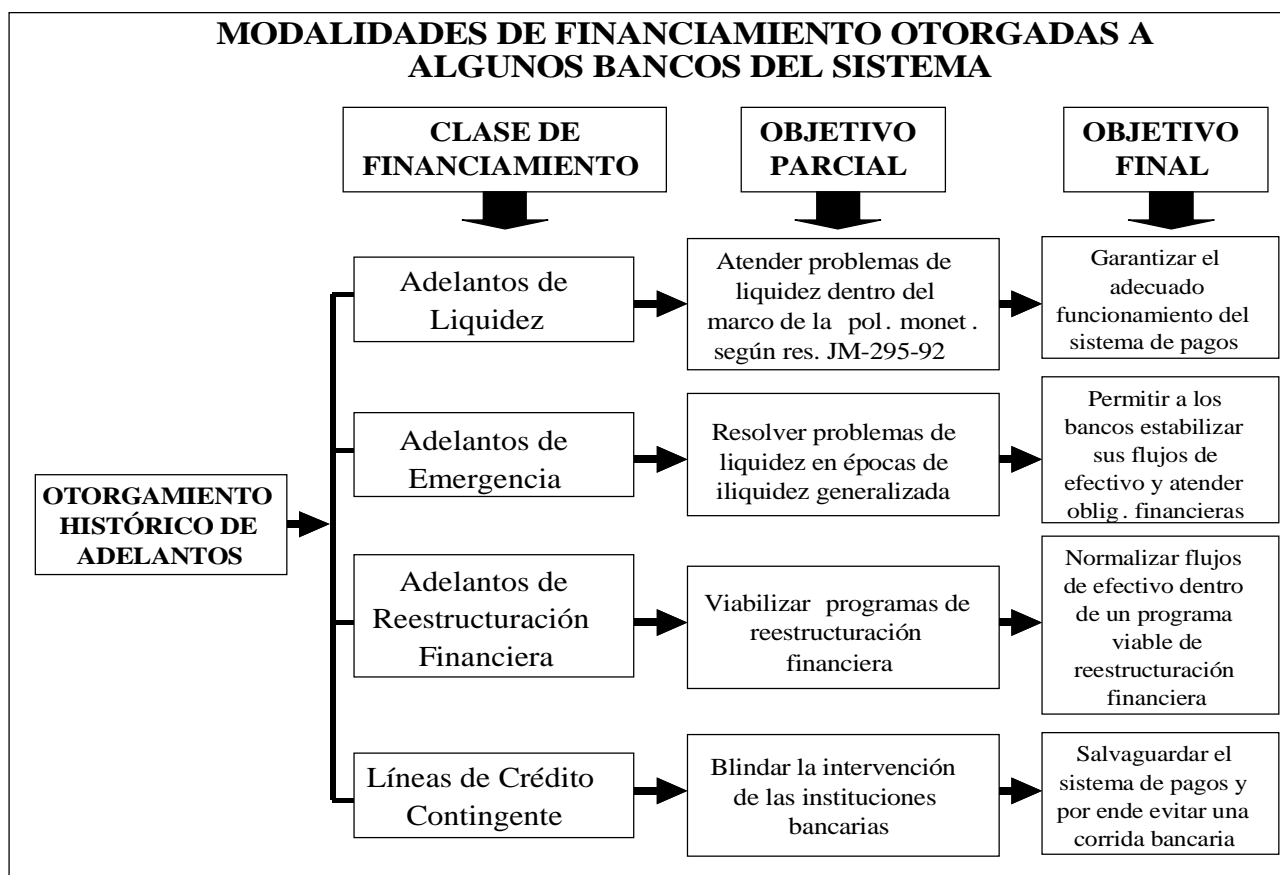 MODALIDADES DE FINANCIAMIENTO OTORGADAS A
ALGUNOS BANCOS DEL SISTEMA
CLASE DE
FINANCIAMIENTO
OBJETIVO
PARCIAL
OBJETIVO
FINAL
OTORGAMIENTO
HISTÓRICO DE
ADELANTOS
Adelantos de
Liquidez
Atender problemas de
liquidez dentro del
marco de la pol. monet.
según res. JM-295-92
Garantizar el
adecuado
funcionamiento del
sistema de pagos
Adelantos de
Emergencia
Resolver problemas de
liquidez en épocas de
iliquidez generalizada
Permitir a los
bancos estabilizar
sus flujos de
efectivo y atender
oblig. financieras
Adelantos de
Reestructuración
Financiera
Viabilizar programas de
reestructuración
financiera
Normalizar flujos
de efectivo dentro
de un programa
viable de
reestructuración
financiera
Líneas de Crédito
Contingente
Blindar la intervención
de las instituciones
bancarias
Salvaguardar el
sistema de pagos y
por ende evitar una
corrida bancaria